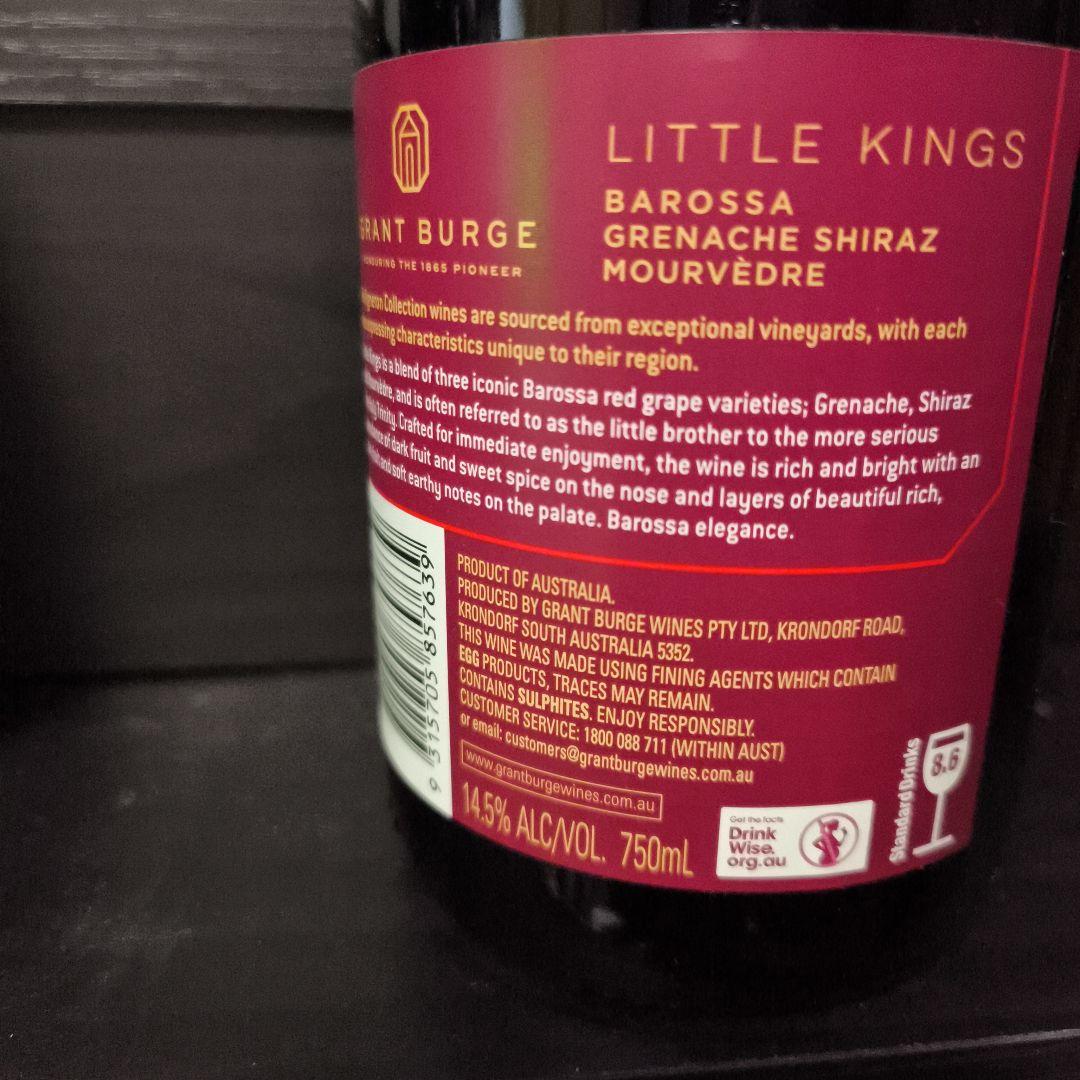 LITTLE KINGS
BAROSSA
GRENACHE SHIRAZ
MOURVÈDRE
GRANT BURGE
HONOURING THE 1865 PIONEER
Collection wines are sourced from exceptional vineyards, with each
characteristics unique to their region.
is a blend of three iconic Barossa red grape varieties; Grenache, Shiraz
and is often referred to as the little brother to the more serious
Trinity. Crafted for immediate enjoyment, the wine is rich and bright with an
of dark fruit and sweet spice on the nose and layers of beautiful rich,
and soft earthy notes on the palate. Barossa elegance.
PRODUCT OF AUSTRALIA.
PRODUCED BY GRANT BURGE WINES PTY LTD, KRONDORF ROAD,
KRONDORF SOUTH AUSTRALIA 5352.
THIS WINE WAS MADE USING FINING AGENTS WHICH CONTAIN
EGG PRODUCTS, TRACES MAY REMAIN.
CONTAINS SULPHITES. ENJOY RESPONSIBLY.
CUSTOMER SERVICE: 1800 088 711 (WITHIN AUST)
or email: customers@grantburgewines.com.au
www.grantburgewines.com.au
14.5% ALC/VOL. 750mL
9 315705 857639
Get the facts
Drink
Wise.
org.au
Standard Drinks
8.6